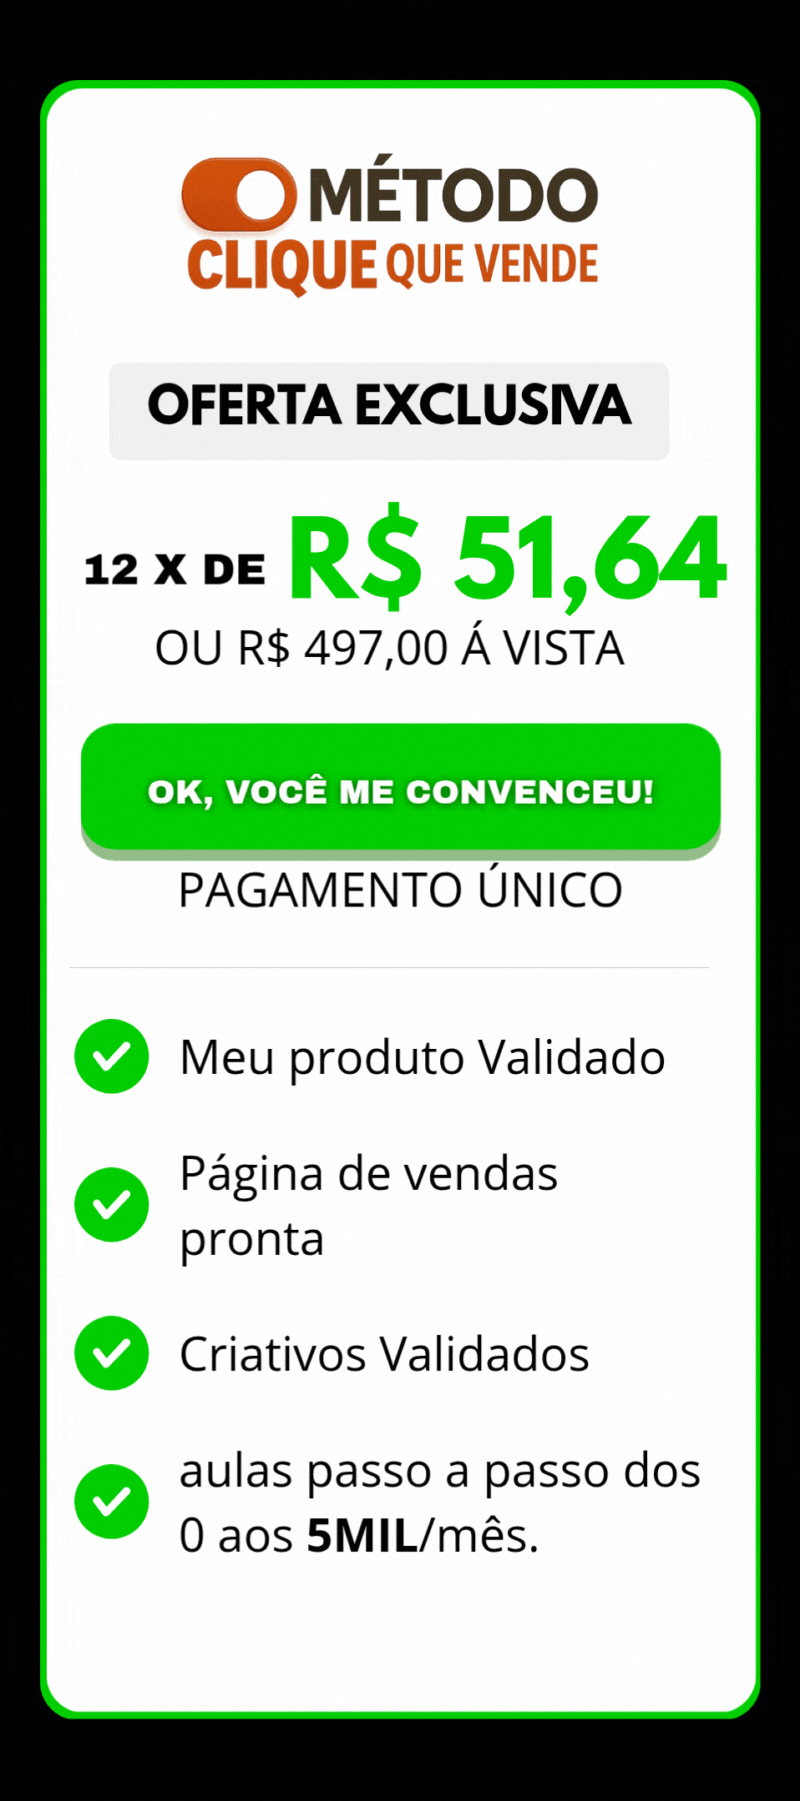 MÉTODO
CLIQUE QUE VENDE
OFERTA EXCLUSIVA
12 X DE R$ 51,64
OU R$ 497,00 Á VISTA
OK, VOCÊ ME CONVENCEU!
PAGAMENTO ÚNICO
Meu produto Validado
Página de vendas
pronta
Criativos Validados
aulas passo a passo dos
0 aos 5MIL/mês.